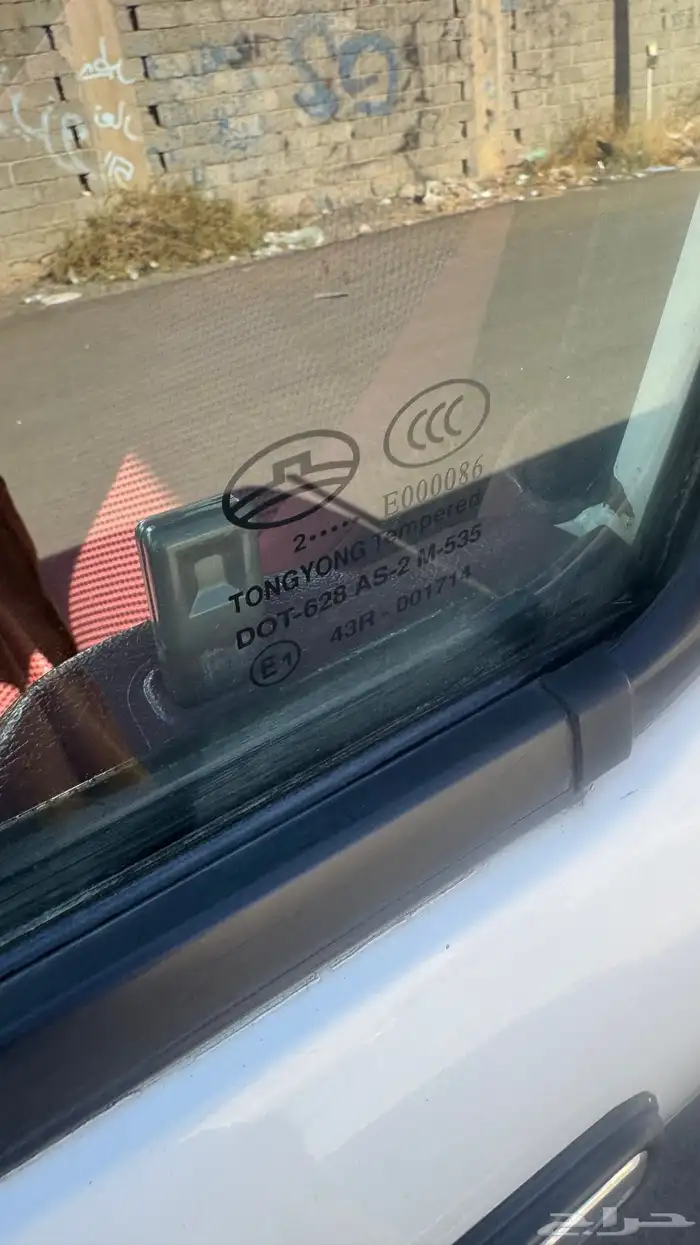 CCC
E000086
2•••••
TONGYONG Tempered
DOT-628 AS-2 M-535
E1 43R - 001714
حراج